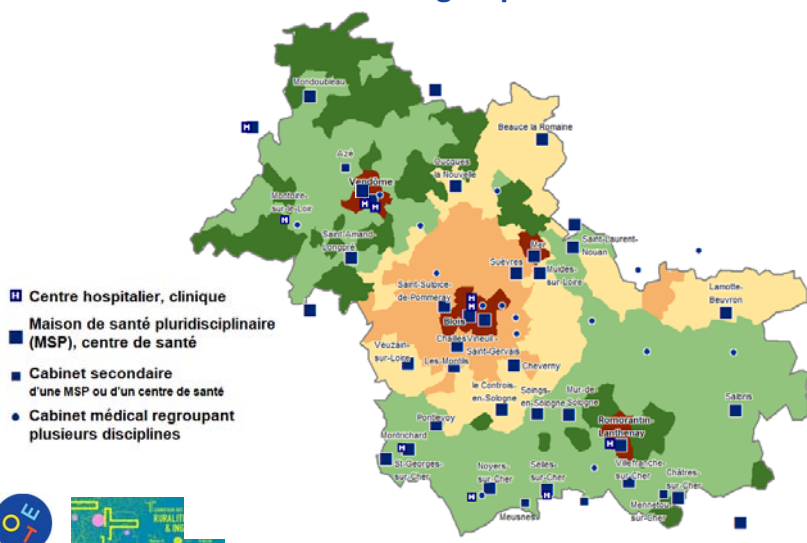 Mondoubleau
Beauce la Romaine
Azé
Oucques
la Nouvelle
Vendôme
Montoire-
sur-le-Loir
Saint-Amand-
Longpré
Mer
Saint-Laurent-
Nouan
Suèvres
Muides-
sur-Loire
Lamotte-
Beuvron
Saint-Sulpice-
de-Pommeray
Blois
Chailles
Vineuil
Saint-Gervais
Veuzain-
sur-Loire
Les-Montils
Cheverny
le Controis-
en-Sologne
Soings-
en-Sologne
Mur-de-
Sologne
Salbris
Pontlevoy
Romorantin-
Lanthenay
Montrichard
St-Georges-
sur-Cher
Noyers-
sur-Cher
Selles-
sur-Cher
Villefranche-
sur-Cher
Châtres-
sur-Cher
Mennetou-
sur-Cher
Meusnes
H Centre hospitalier, clinique
Maison de santé pluridisciplinaire
(MSP), centre de santé
Cabinet secondaire
d'une MSP ou d'un centre de santé
Cabinet médical regroupant
plusieurs disciplines
RURALITÉ